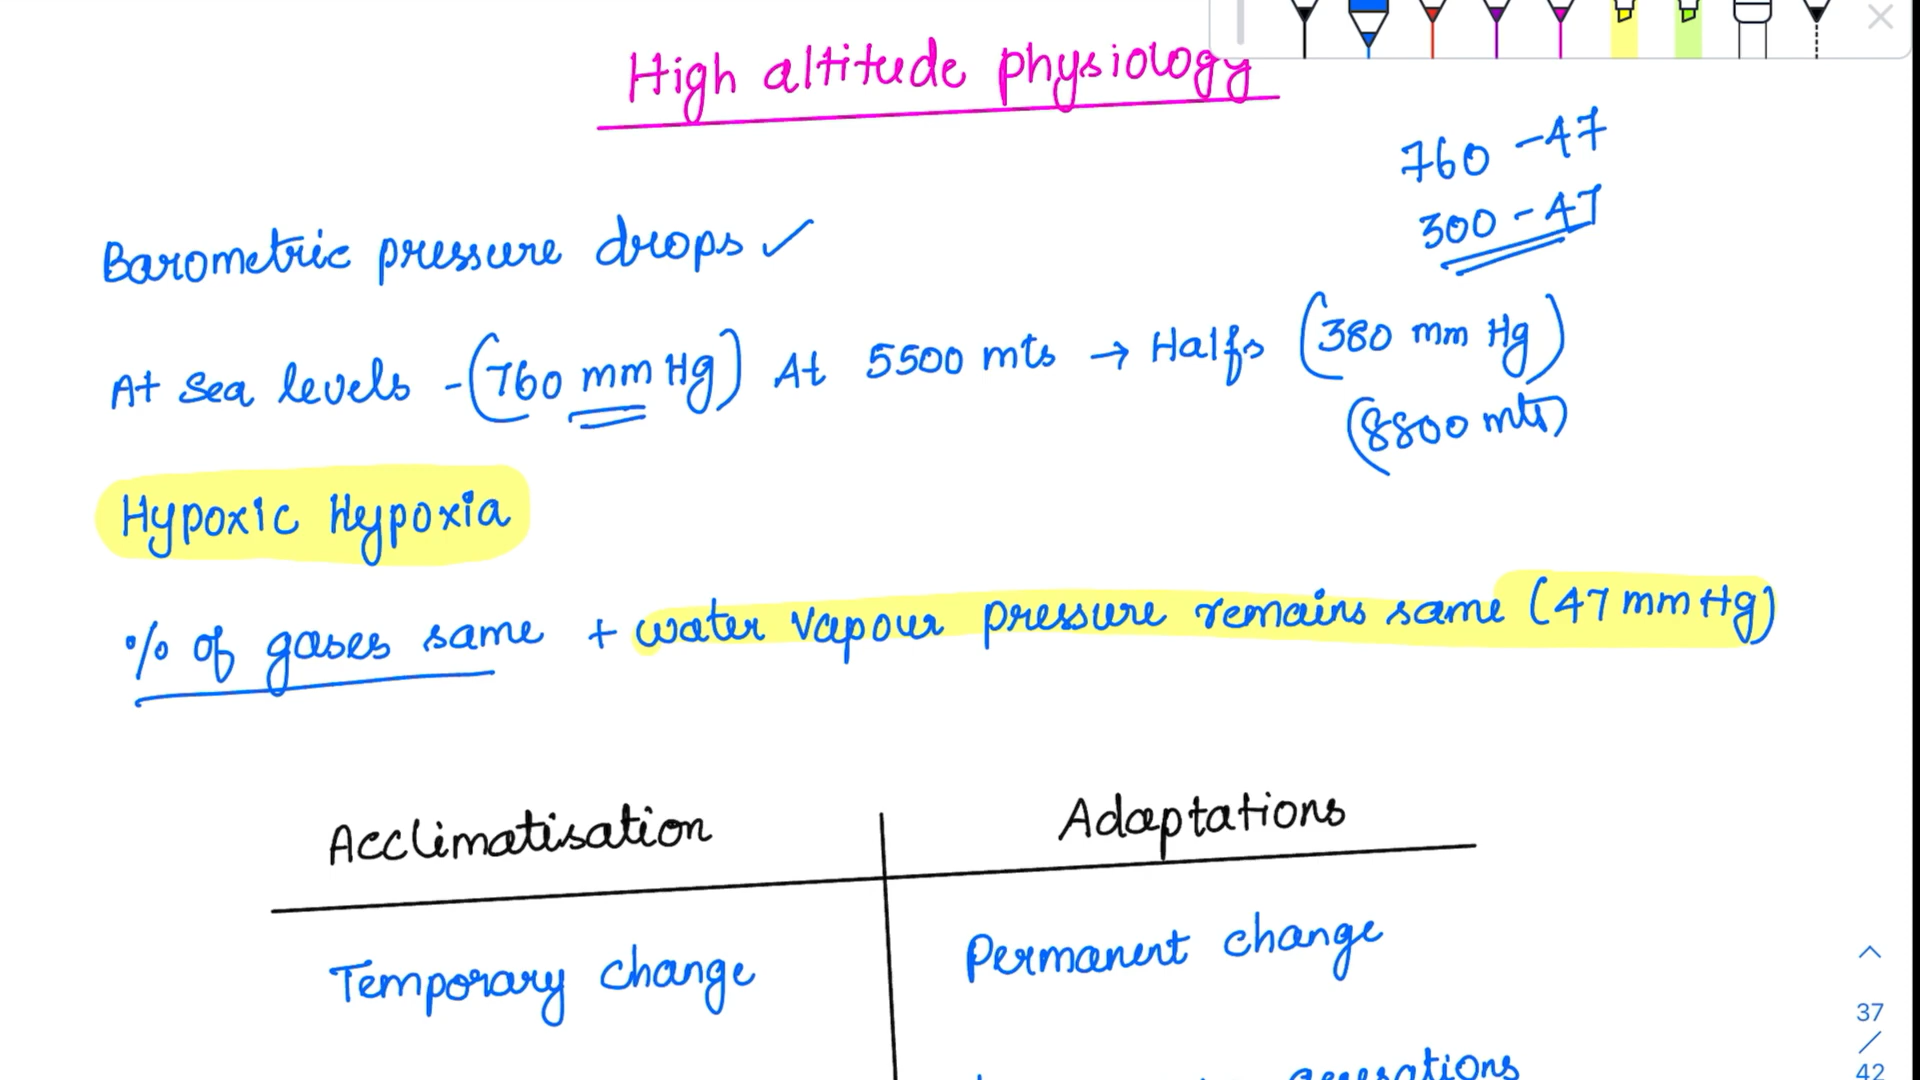 High altitude physiology
760 - 47
300 - 47
Barometric pressure drops ✓
At Sea levels - (760 mm Hg) At 5500 mts → Halfs (380 mm Hg)
(8800 mts)
Hypoxic Hypoxia
% of gases same + water vapour pressure remains same (47 mm Hg)
Acclimatisation Adaptations
Temporary change Permanent change
generations
37
/
42